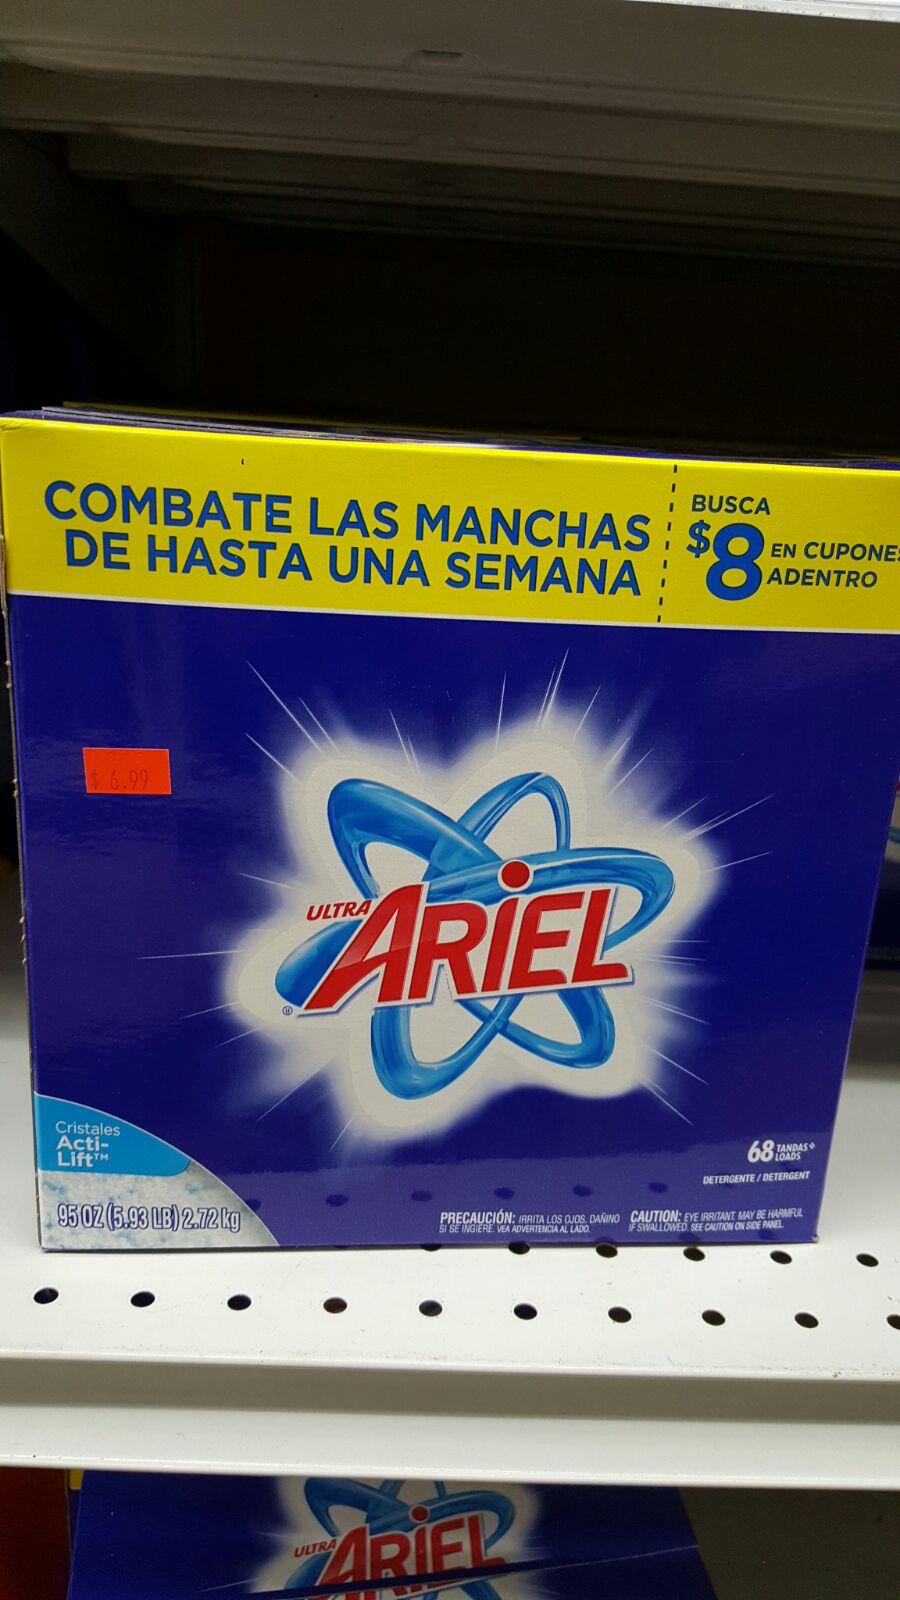 COMBATE LAS MANCHAS
DE HASTA UNA SEMANA
BUSCA
$8 EN CUPONES
ADENTRO
$ 6.99
ULTRA
ARIEL
Cristales
Acti-
Lift™
95 OZ (5.93 LB) 2.72 kg
68 TANDAS
LOADS
DETERGENTE / DETERGENT
PRECAUCIÓN: IRRITA LOS OJOS. DAÑINO
SI SE INGIERE. VEA ADVERTENCIA AL LADO.
CAUTION: EYE IRRITANT. MAY BE HARMFUL
IF SWALLOWED. SEE CAUTION ON SIDE PANEL.
ULTRA
ARIEL